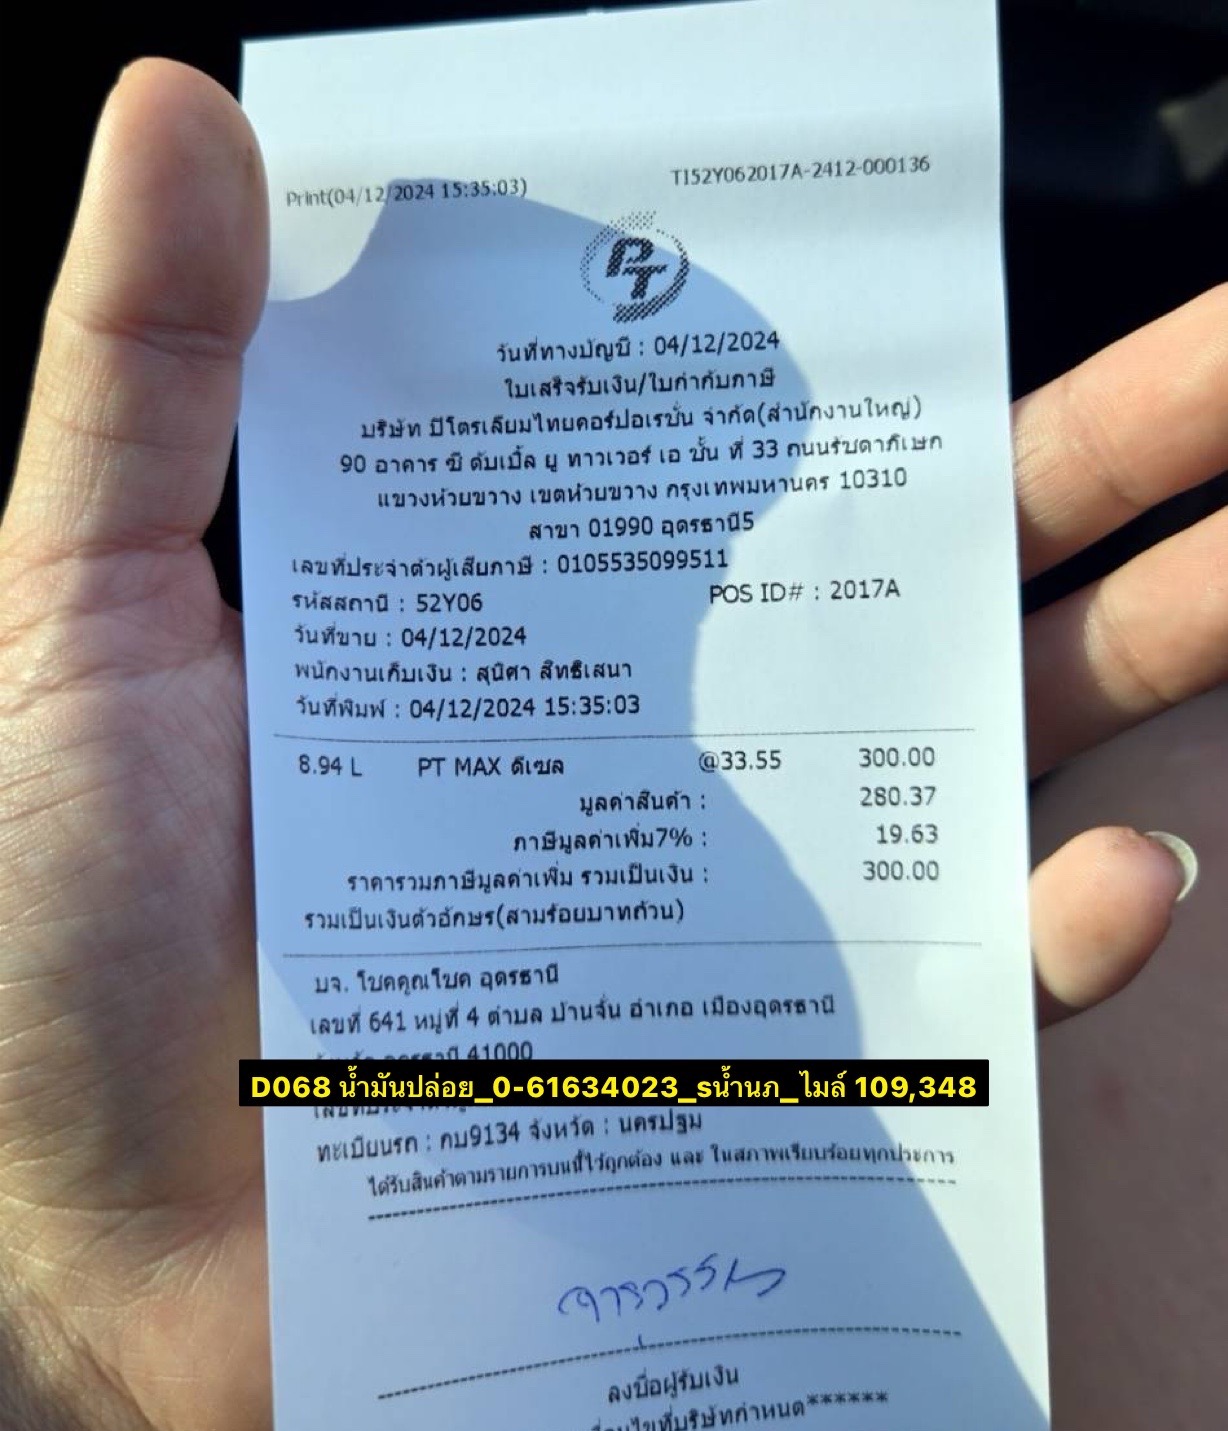 Print(04/12/2024 15:35:03)
TI52Y062017A-2412-000136
PT
วันที่ทางบัญชี : 04/12/2024
ใบเสร็จรับเงิน/ใบกำกับภาษี
บริษัท ปิโตรเลียมไทยคอร์ปอเรชั่น จำกัด(สำนักงานใหญ่)
90 อาคาร ซี ดับเบิ้ล ยู ทาวเวอร์ เอ ชั้น ที่ 33 ถนนรัชดาภิเษก
แขวงห้วยขวาง เขตห้วยขวาง กรุงเทพมหานคร 10310
สาขา 01990 อุดรธานี5
เลขที่ประจำตัวผู้เสียภาษี : 0105535099511
รหัสสถานี : 52Y06 POS ID# : 2017A
วันที่ขาย : 04/12/2024
พนักงานเก็บเงิน : สุนิศา สิทธิเสนา
วันที่พิมพ์ : 04/12/2024 15:35:03
8.94 L PT MAX ดีเซล @33.55 300.00
มูลค่าสินค้า : 280.37
ภาษีมูลค่าเพิ่ม7% : 19.63
ราคารวมภาษีมูลค่าเพิ่ม รวมเป็นเงิน : 300.00
รวมเป็นเงินตัวอักษร(สามร้อยบาทถ้วน)
บจ. โชคคูณโชค อุดรธานี
เลขที่ 641 หมู่ที่ 4 ตำบล บ้านจั่น อำเภอ เมืองอุดรธานี
อุดรธานี 41000
D068 น้ำมันปล่อย_0-61634023_sน้ำนภ_ไมล์ 109,348
ทะเบียนรถ : กบ9134 จังหวัด : นครปฐม
ได้รับสินค้าตามรายการบนนี้ไว้ถูกต้อง และ ในสภาพเรียบร้อยทุกประการ
ลงชื่อผู้รับเงิน
ที่บริษัทกำหนด******